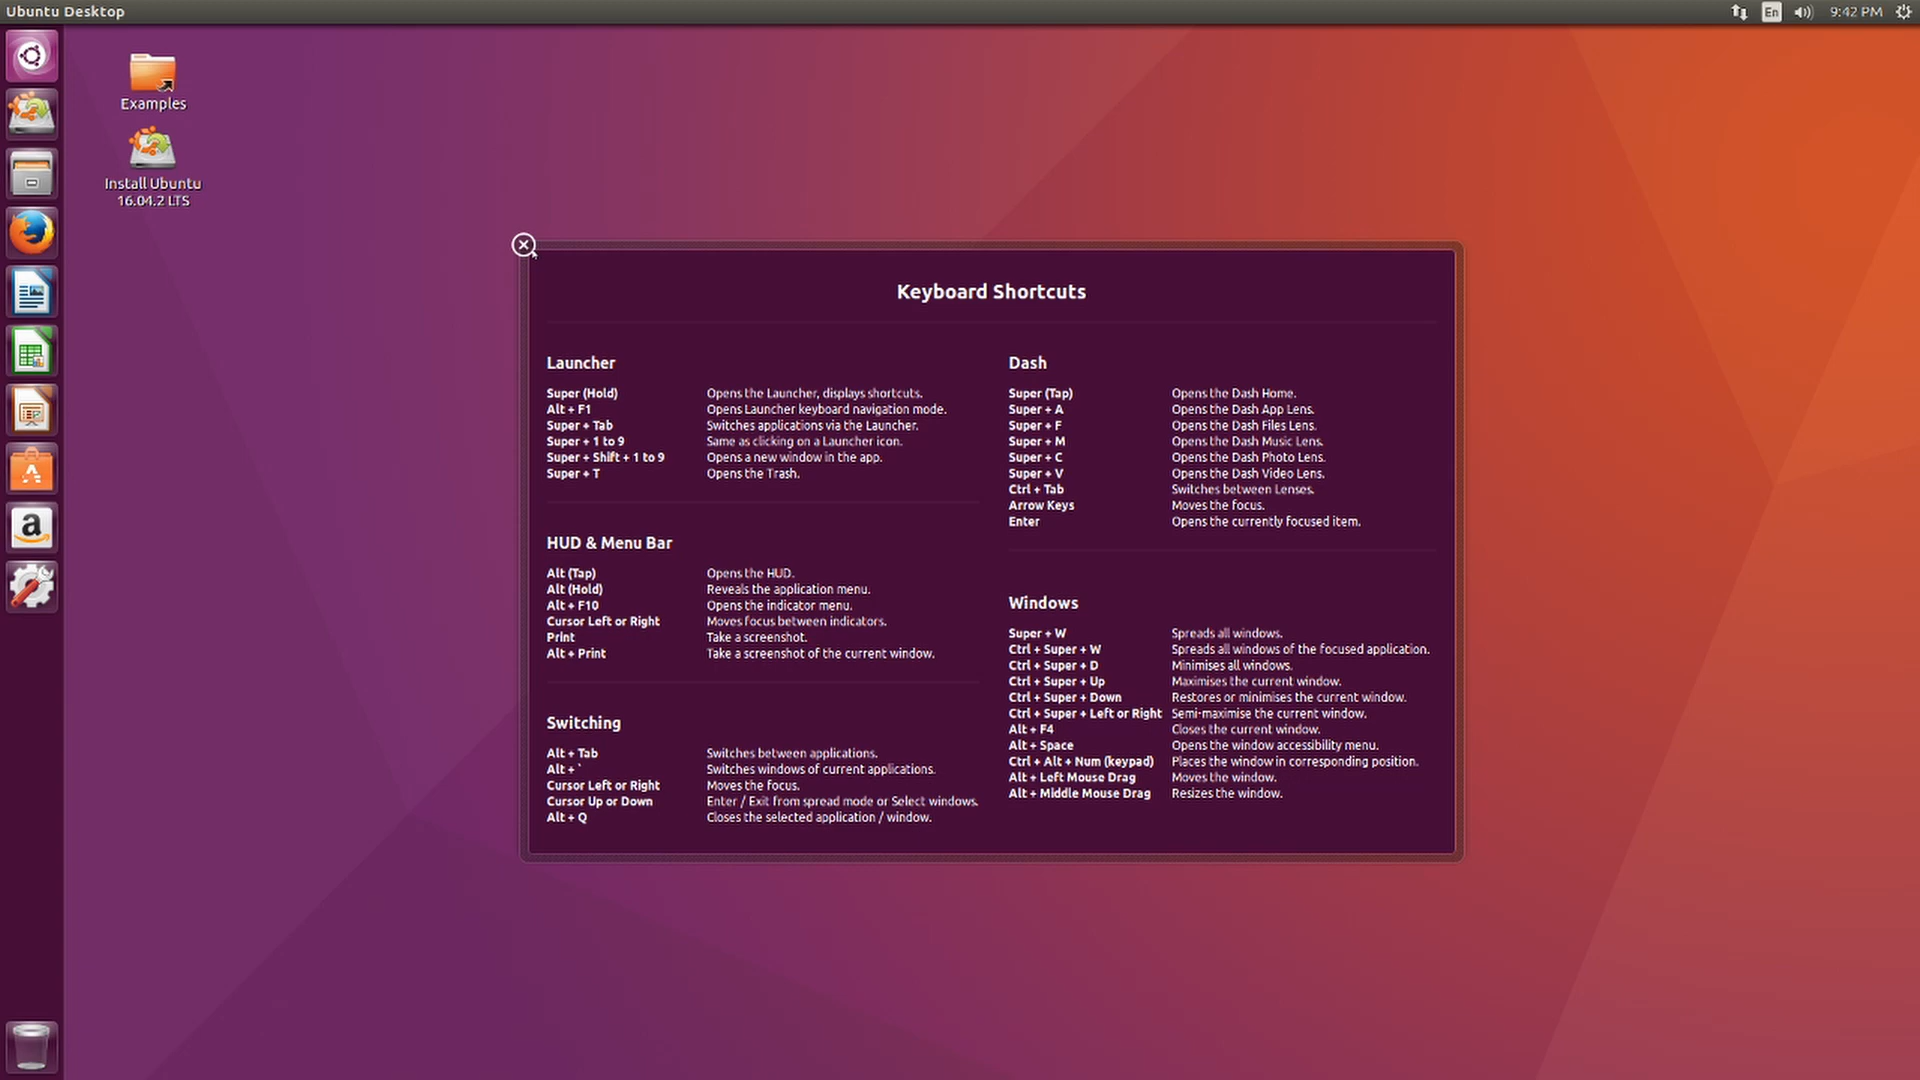 Ubuntu Desktop
En
9:42 PM
Examples
Install Ubuntu
16.04.2 LTS
Keyboard Shortcuts
Launcher
Super (Hold) Opens the Launcher, displays shortcuts.
Alt + F1 Opens Launcher keyboard navigation mode.
Super + Tab Switches applications via the Launcher.
Super + 1 to 9 Same as clicking on a Launcher icon.
Super + Shift + 1 to 9 Opens a new window in the app.
Super + T Opens the Trash.
HUD & Menu Bar
Alt (Tap) Opens the HUD.
Alt (Hold) Reveals the application menu.
Alt + F10 Opens the indicator menu.
Cursor Left or Right Moves focus between indicators.
Print Take a screenshot.
Alt + Print Take a screenshot of the current window.
Switching
Alt + Tab Switches between applications.
Alt + ` Switches windows of current applications.
Cursor Left or Right Moves the focus.
Cursor Up or Down Enter / Exit from spread mode or Select windows.
Alt + Q Closes the selected application / window.
Dash
Super (Tap) Opens the Dash Home.
Super + A Opens the Dash App Lens.
Super + F Opens the Dash Files Lens.
Super + M Opens the Dash Music Lens.
Super + C Opens the Dash Photo Lens.
Super + V Opens the Dash Video Lens.
Ctrl + Tab Switches between Lenses.
Arrow Keys Moves the focus.
Enter Opens the currently focused item.
Windows
Super + W Spreads all windows.
Ctrl + Super + W Spreads all windows of the focused application.
Ctrl + Super + D Minimises all windows.
Ctrl + Super + Up Maximises the current window.
Ctrl + Super + Down Restores or minimises the current window.
Ctrl + Super + Left or Right Semi-maximise the current window.
Alt + F4 Closes the current window.
Alt + Space Opens the window accessibility menu.
Ctrl + Alt + Num (keypad) Places the window in corresponding position.
Alt + Left Mouse Drag Moves the window.
Alt + Middle Mouse Drag Resizes the window.